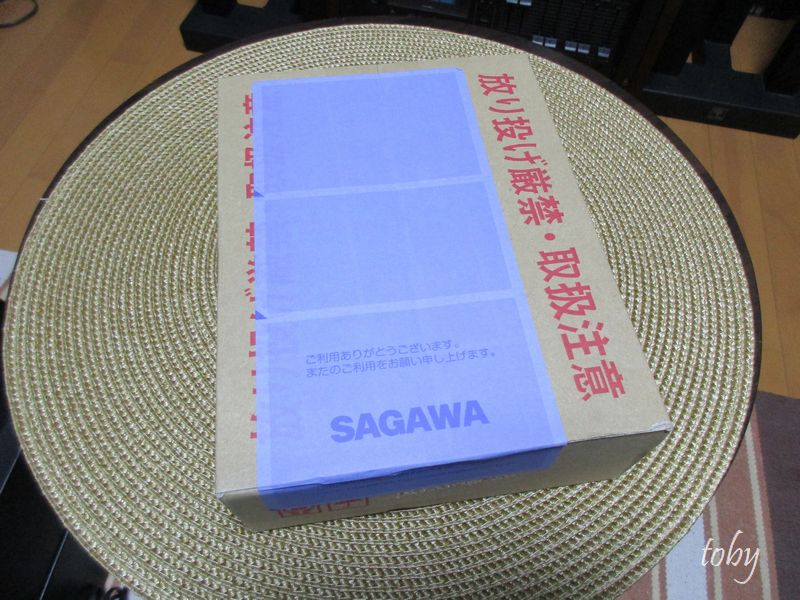 放り投げ厳禁・取扱注意
ご利用ありがとうございます。
またのご利用をお願い申し上げます。
SAGAWA
toby